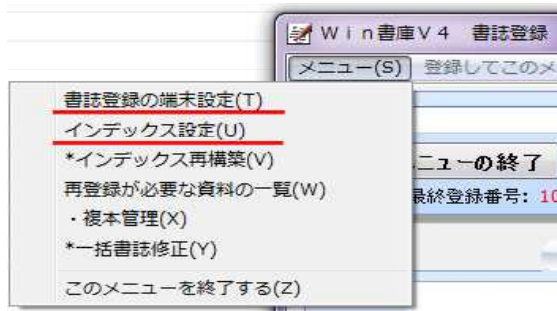 Win書庫V4 書誌登録
メニュー(S) 登録してこのメ
書誌登録の端末設定(T)
インデックス設定(U)
*インデックス再構築(V)
再登録が必要な資料の一覧(W)
・複本管理(X)
*一括書誌修正(Y)
このメニューを終了する(Z)
ニューの終了
最終登録番号: 10